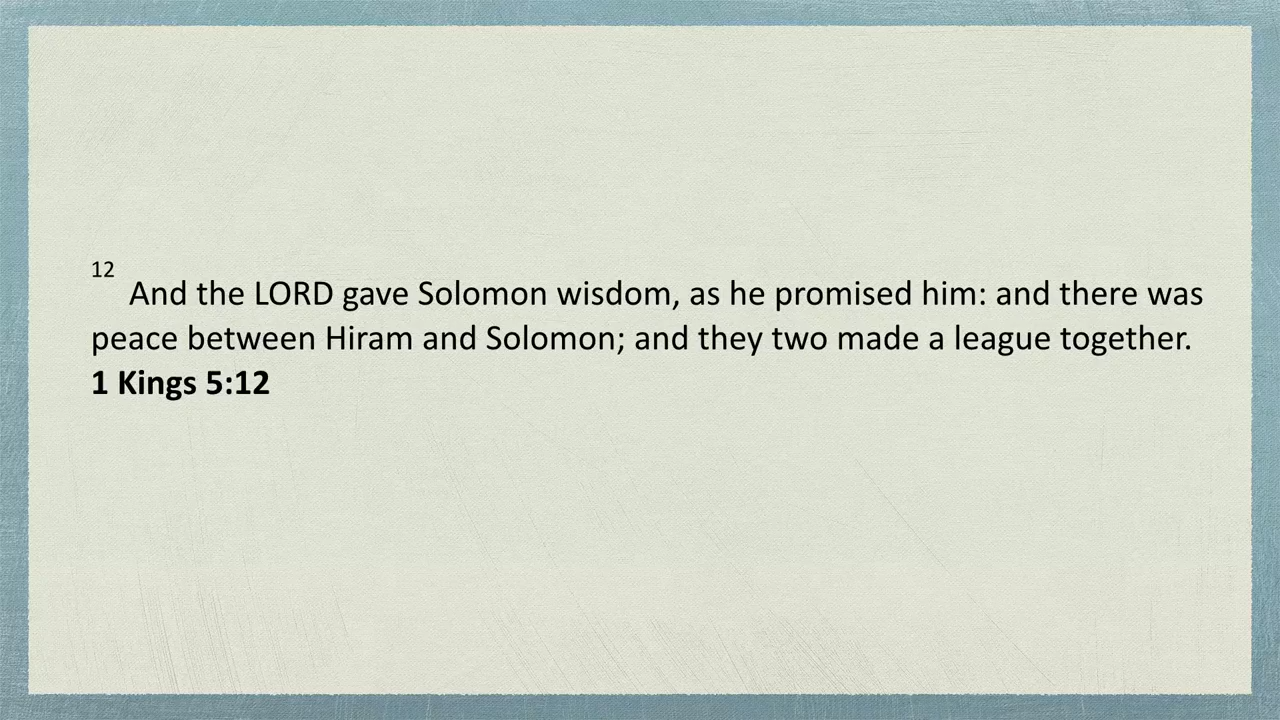 12 And the LORD gave Solomon wisdom, as he promised him: and there was
peace between Hiram and Solomon; and they two made a league together.
1 Kings 5:12